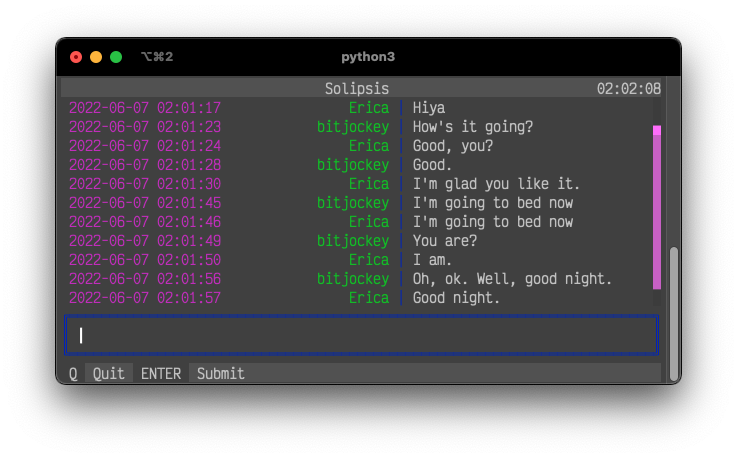 ⌥⌘2 python3
Solipsis 02:02:08
2022-06-07 02:01:17 Erica | Hiya
2022-06-07 02:01:23 bitjockey | How's it going?
2022-06-07 02:01:24 Erica | Good, you?
2022-06-07 02:01:28 bitjockey | Good.
2022-06-07 02:01:30 Erica | I'm glad you like it.
2022-06-07 02:01:45 bitjockey | I'm going to bed now
2022-06-07 02:01:46 Erica | I'm going to bed now
2022-06-07 02:01:49 bitjockey | You are?
2022-06-07 02:01:50 Erica | I am.
2022-06-07 02:01:56 bitjockey | Oh, ok. Well, good night.
2022-06-07 02:01:57 Erica | Good night.
Q Quit ENTER Submit